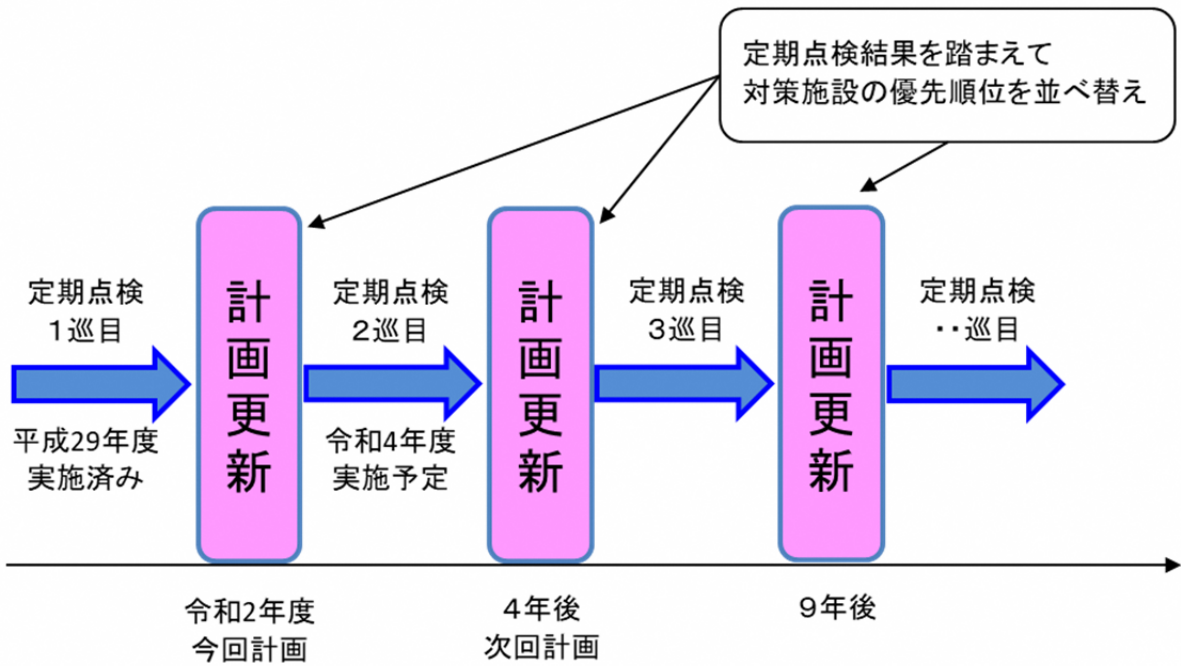 定期点検結果を踏まえて
対策施設の優先順位を並べ替え
定期点検
1巡目
平成29年度
実施済み
計画更新
定期点検
2巡目
令和4年度
実施予定
計画更新
定期点検
3巡目
計画更新
定期点検
・・巡目
令和2年度
今回計画
4年後
次回計画
9年後